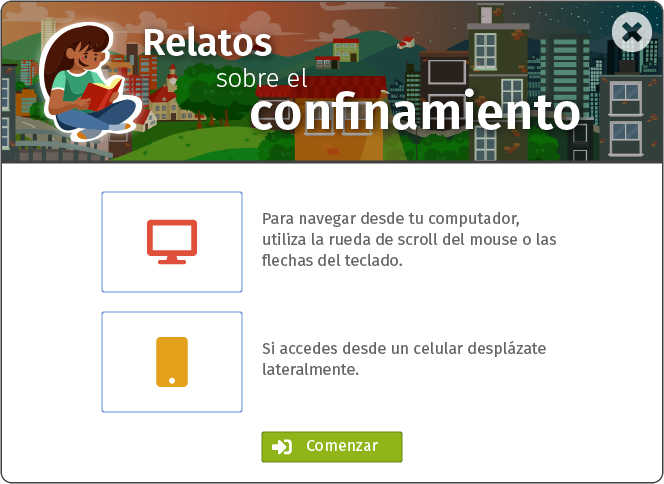 Relatos
sobre el
confinamiento
Para navegar desde tu computador,
utiliza la rueda de scroll del mouse o las
flechas del teclado.
Si accedes desde un celular desplázate
lateralmente.
Comenzar